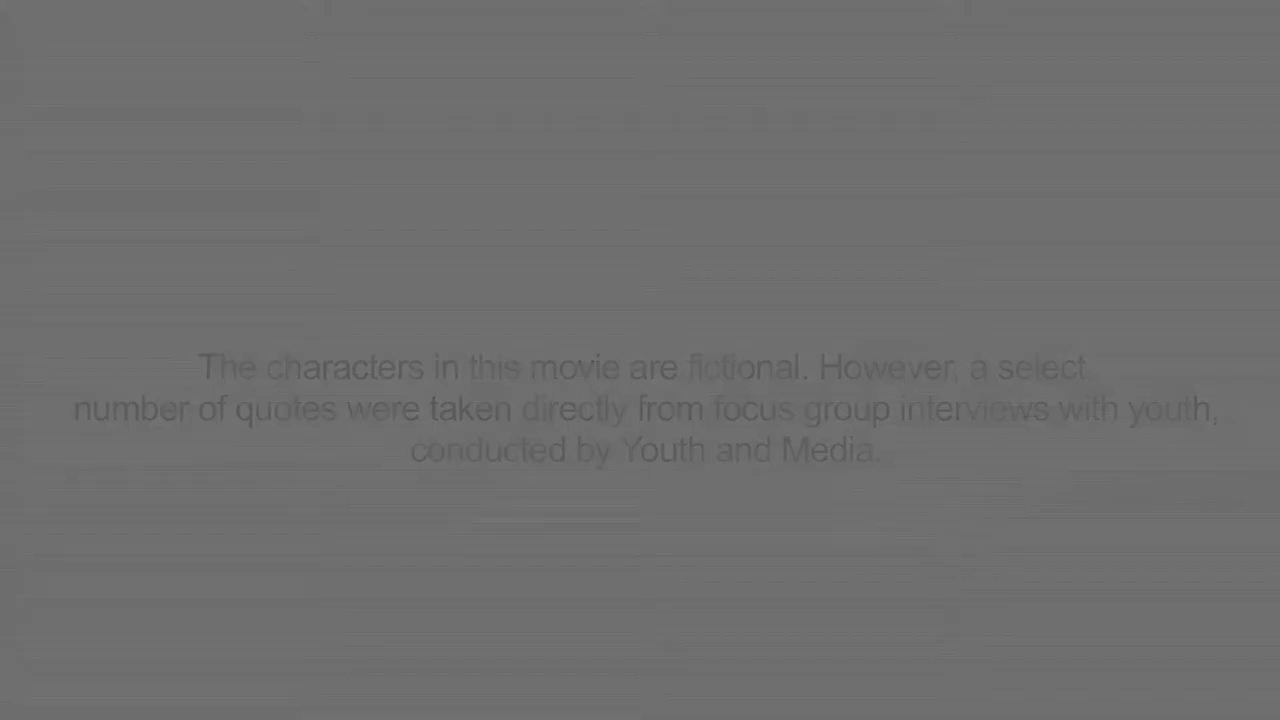 The characters in this movie are fictional. However, a select
number of quotes were taken directly from focus group interviews with youth,
conducted by Youth and Media.